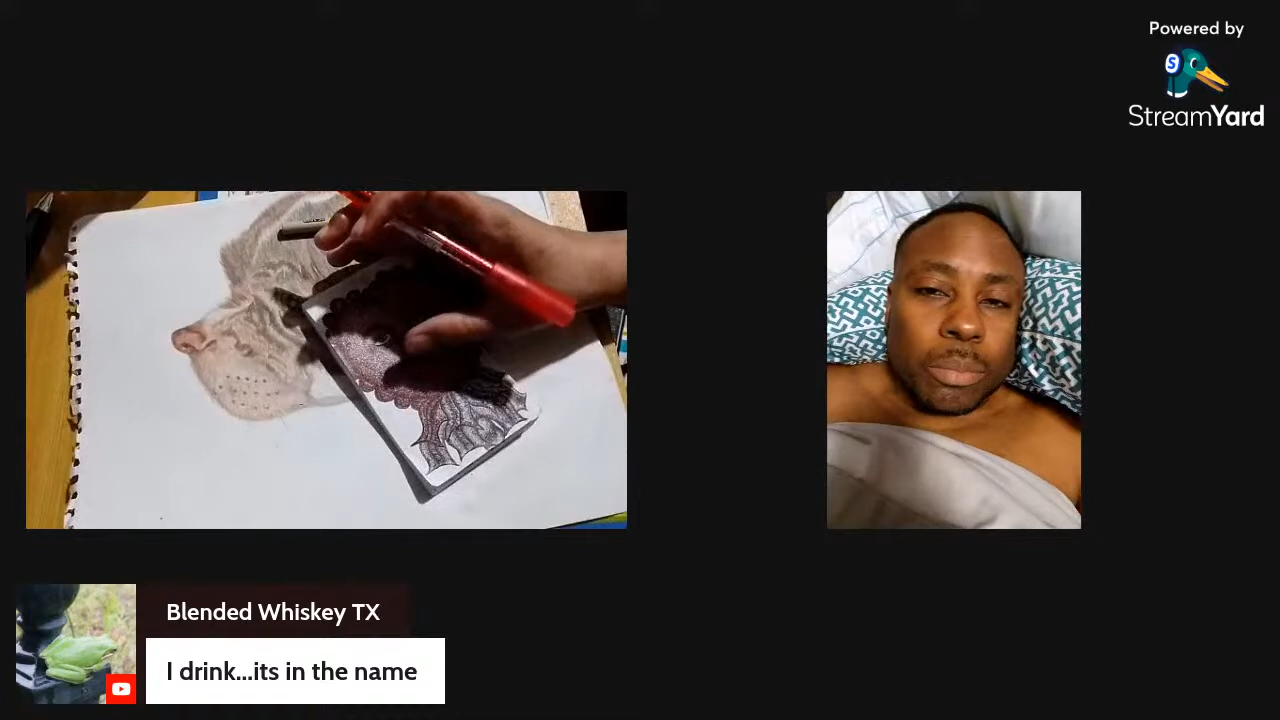 Powered by
StreamYard
Blended Whiskey TX
I drink...its in the name